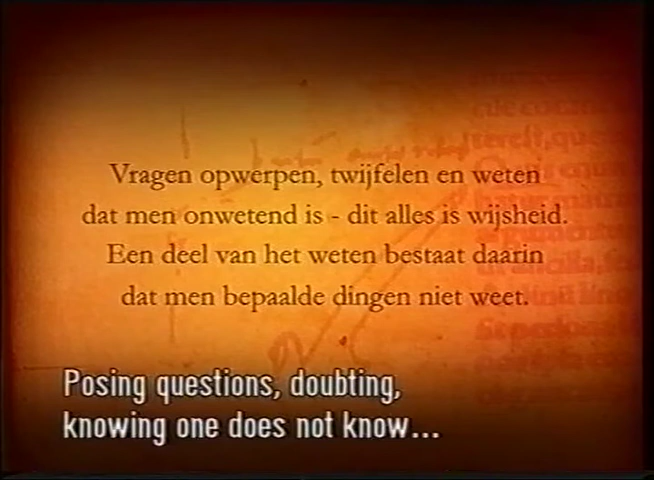 Vragen opwerpen, twijfelen en weten
dat men onwetend is - dit alles is wijsheid.
Een deel van het weten bestaat daarin
dat men bepaalde dingen niet weet.
Posing questions, doubting,
knowing one does not know...